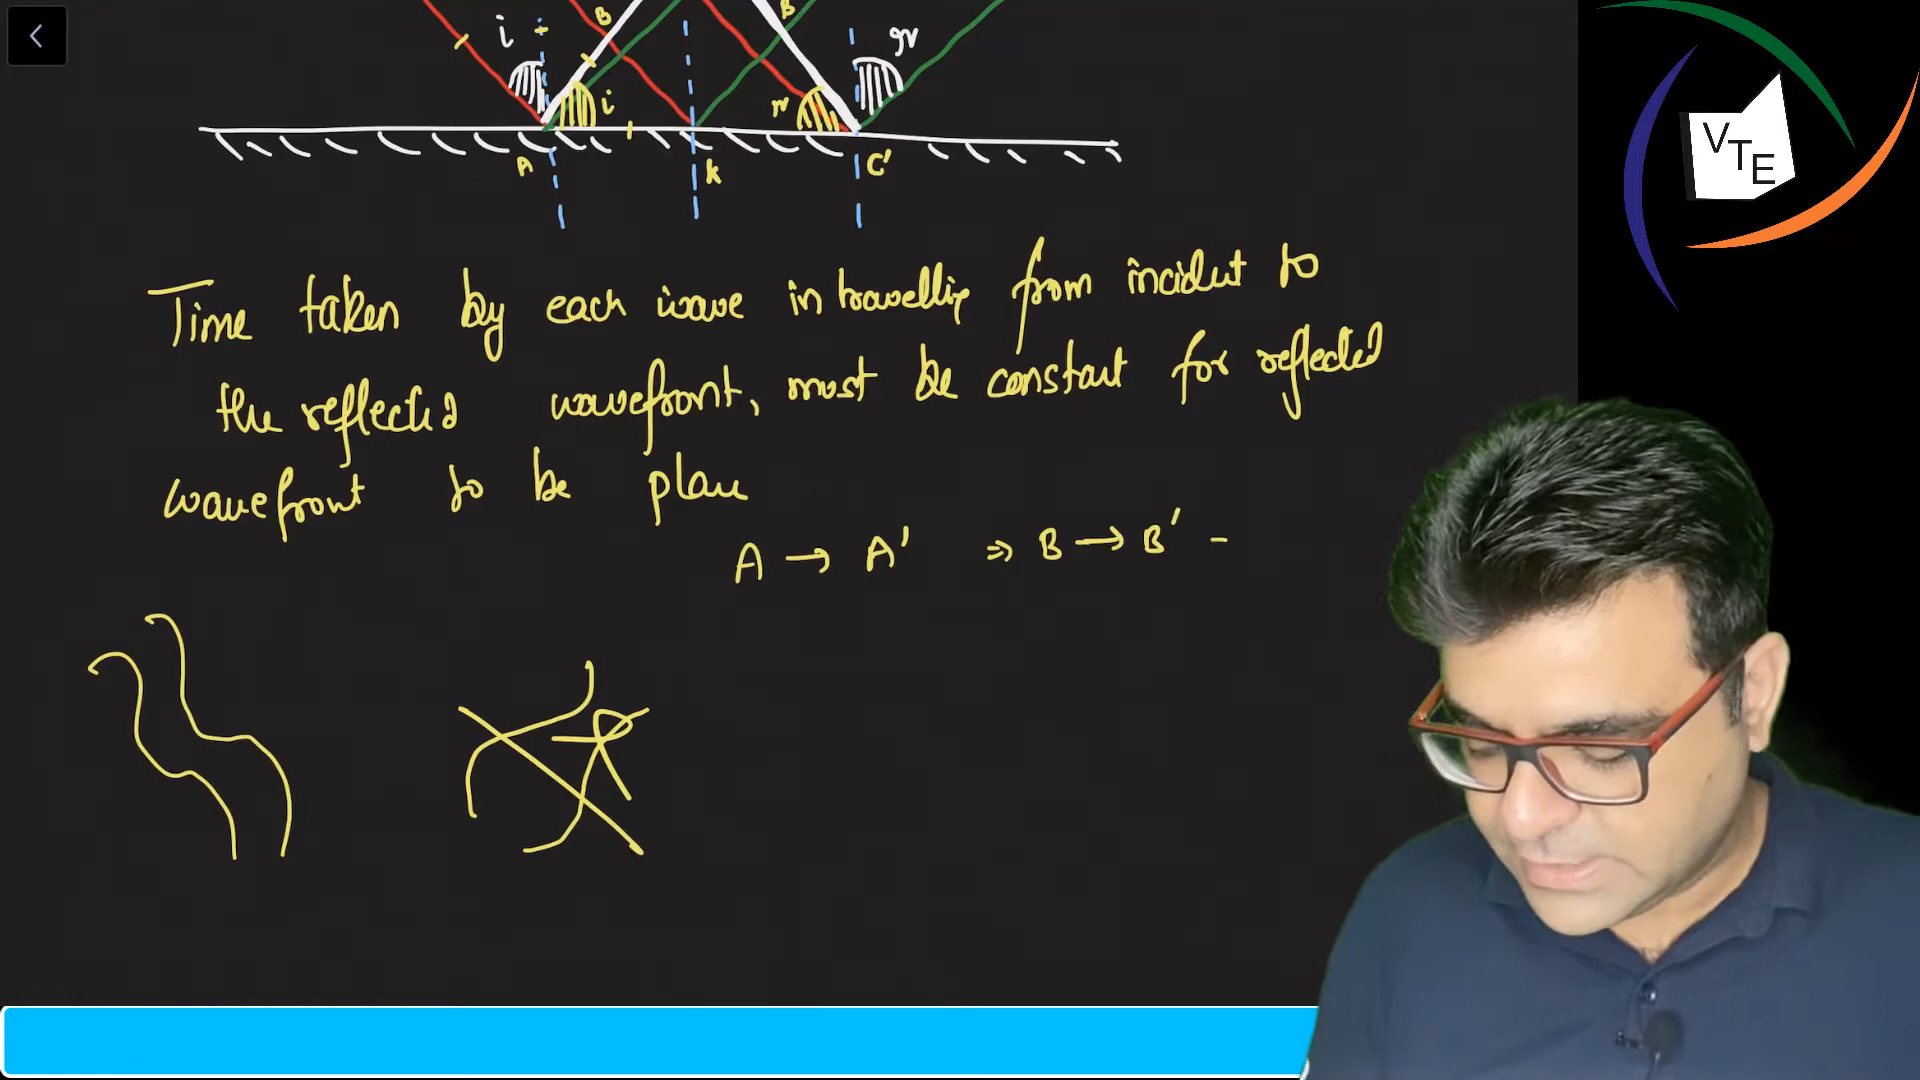 i
B
B
r
i
r
A
k
C'
Time taken by each wave in travelling from incident to
the reflected wavefront, must be constant for reflected
wavefront to be plane
A → A' ⇒ B → B' -
VTE